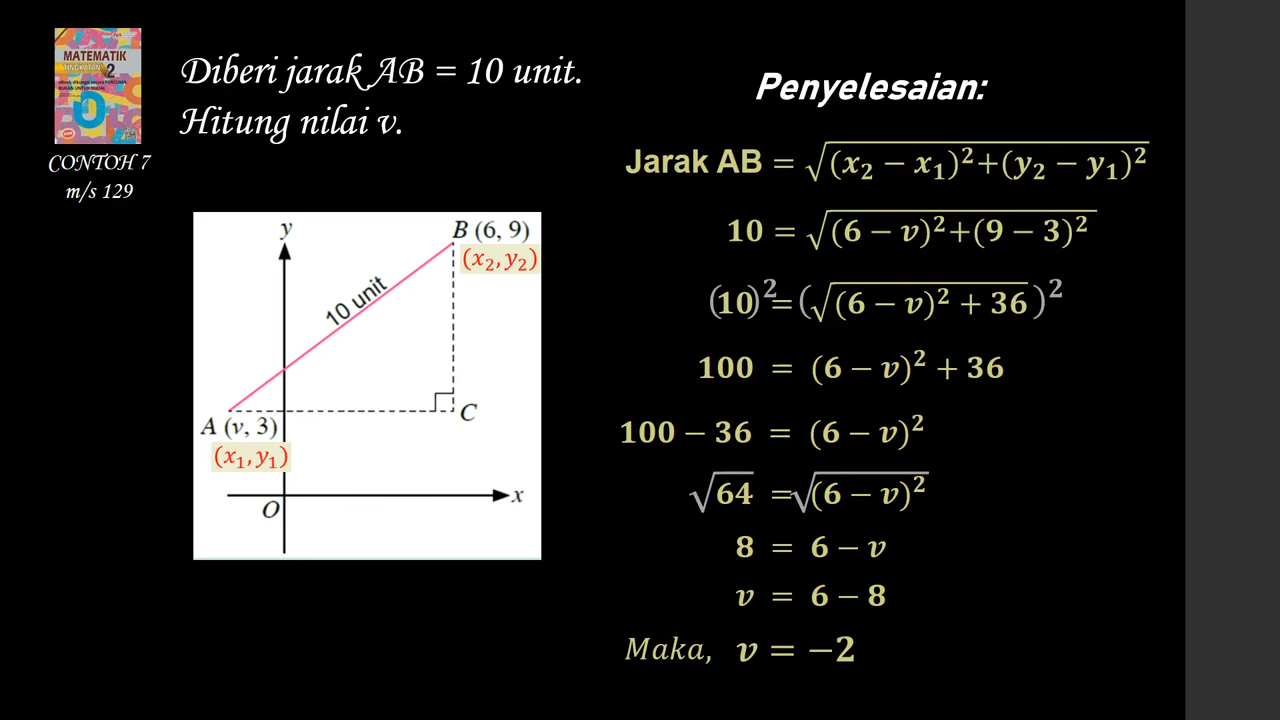 MATEMATIK
TINGKATAN 2
CONTOH 7
m/s 129
Diberi jarak AB = 10 unit.
Hitung nilai v.
y
B (6, 9)
(x₂, y₂)
10 unit
A (v, 3)
(x₁, y₁)
C
O
x
Penyelesaian:
Jarak AB = √((x₂ − x₁)²+(y₂ − y₁)²)
10 = √((6 − v)²+(9 − 3)²)
(10)² = (√((6 − v)² + 36))²
100 = (6 − v)² + 36
100 − 36 = (6 − v)²
√64 = √((6 − v)²)
8 = 6 − v
v = 6 − 8
Maka, v = −2